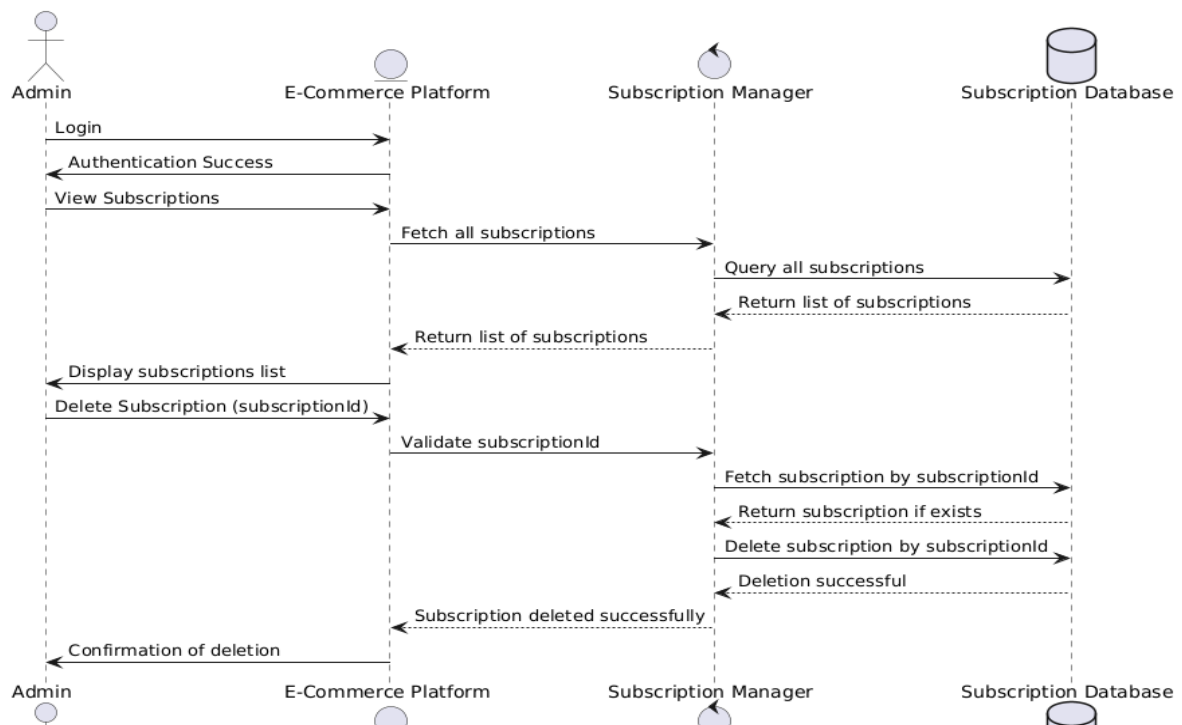 Admin
E-Commerce Platform
Subscription Manager
Subscription Database
Login
Authentication Success
View Subscriptions
Fetch all subscriptions
Query all subscriptions
Return list of subscriptions
Return list of subscriptions
Display subscriptions list
Delete Subscription (subscriptionId)
Validate subscriptionId
Fetch subscription by subscriptionId
Return subscription if exists
Delete subscription by subscriptionId
Deletion successful
Subscription deleted successfully
Confirmation of deletion
Admin
E-Commerce Platform
Subscription Manager
Subscription Database